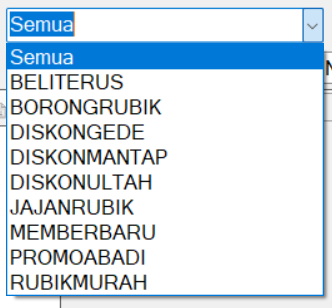 Semua
Semua
BELITERUS
BORONGRUBIK
DISKONGEDE
DISKONMANTAP
DISKONULTAH
JAJANRUBIK
MEMBERBARU
PROMOABADI
RUBIKMURAH